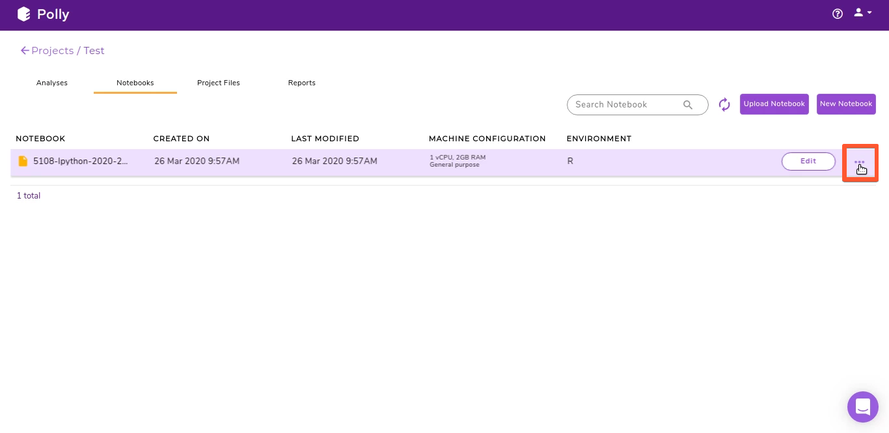 Polly
Projects / Test
Analyses
Notebooks
Project Files
Reports
Search Notebook
Upload Notebook
New Notebook
NOTEBOOK
CREATED ON
LAST MODIFIED
MACHINE CONFIGURATION
ENVIRONMENT
5108-Ipython-2020-2...
26 Mar 2020 9:57AM
26 Mar 2020 9:57AM
1 vCPU, 2GB RAM
General purpose
R
Edit
1 total